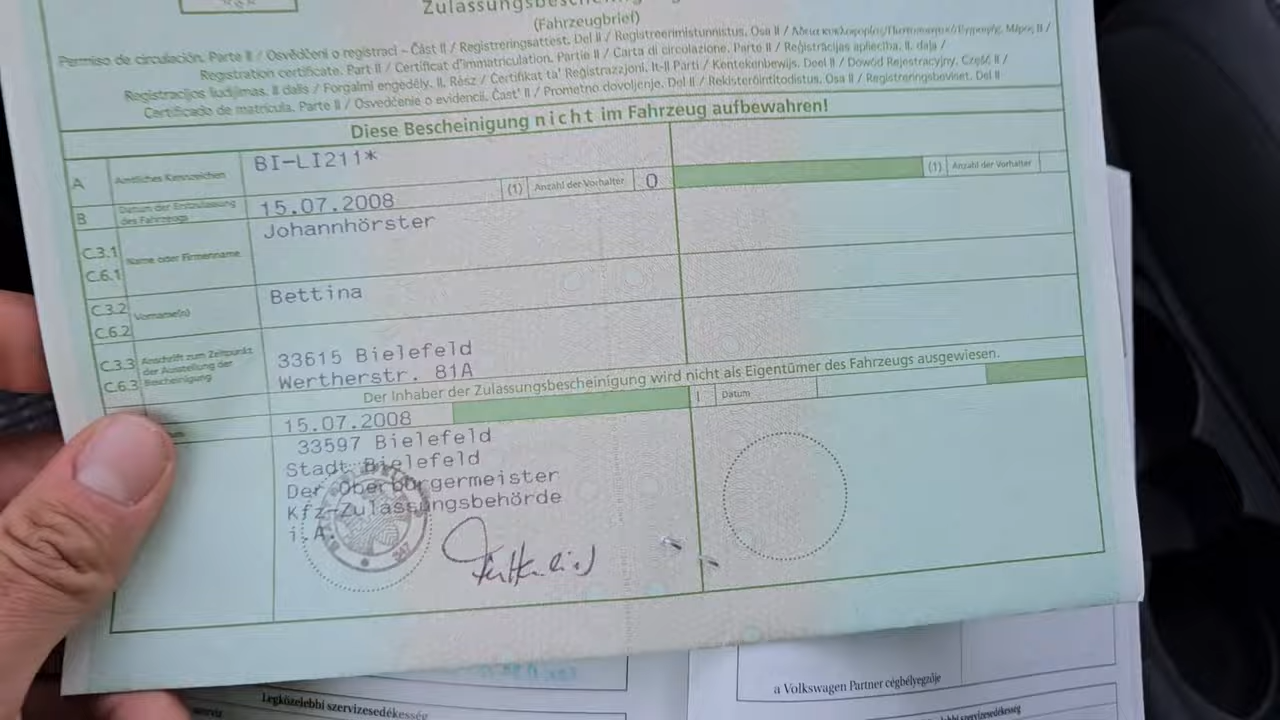 Zulassungsbesche
(Fahrzeugbrief)
Permiso de circulación. Parte II / Osvědčení o registraci – Část II / Registreringsattest. Del II / Registreerimistunnistus. Osa II /
Registration certificate. Part II / Certificat d'immatriculation. Partie II / Carta di circolazione. Parte II / Reģistrācijas apliecība. II. daļa /
Registracijos liudijimas. II dalis / Forgalmi engedély. II. Rész / Ċertifikat ta' Reġistrazzjoni. It-II Parti / Kentekenbewijs. Deel II / Dowód Rejestracyjny. Część II /
Certificado de matrícula. Parte II / Osvedčenie o evidencii. Časť II / Prometno dovoljenje. Del II / Rekisteröintitodistus. Osa II / Registreringsbeviset. Del II
Diese Bescheinigung nicht im Fahrzeug aufbewahren!
A Amtliches Kennzeichen BI-LI211*
B Datum der Erstzulassung des Fahrzeugs 15.07.2008 (1) Anzahl der Vorhalter 0 (1) Anzahl der Vorhalter
C.3.1 C.6.1 Name oder Firmenname Johannhörster
C.3.2 C.6.2 Vorname(n) Bettina
C.3.3 C.6.3 Anschrift zum Zeitpunkt der Ausstellung der Bescheinigung 33615 Bielefeld
Wertherstr. 81A
Der Inhaber der Zulassungsbescheinigung wird nicht als Eigentümer des Fahrzeugs ausgewiesen.
15.07.2008 I Datum
33597 Bielefeld
Stadt Bielefeld
Der Oberbürgermeister
Kfz-Zulassungsbehörde
i.A.
a Volkswagen Partner cégbélyegzője
Legközelebbi szervizesedékesség
szervizesedékesség